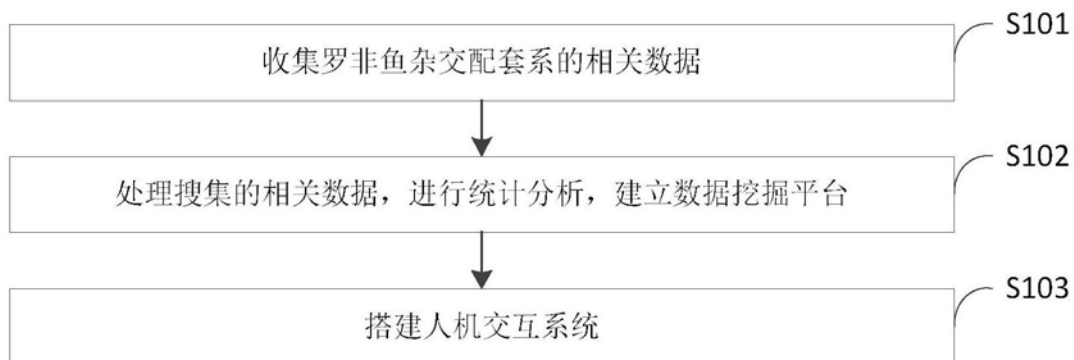 S101
收集罗非鱼杂交配套系的相关数据
S102
处理搜集的相关数据，进行统计分析，建立数据挖掘平台
S103
搭建人机交互系统